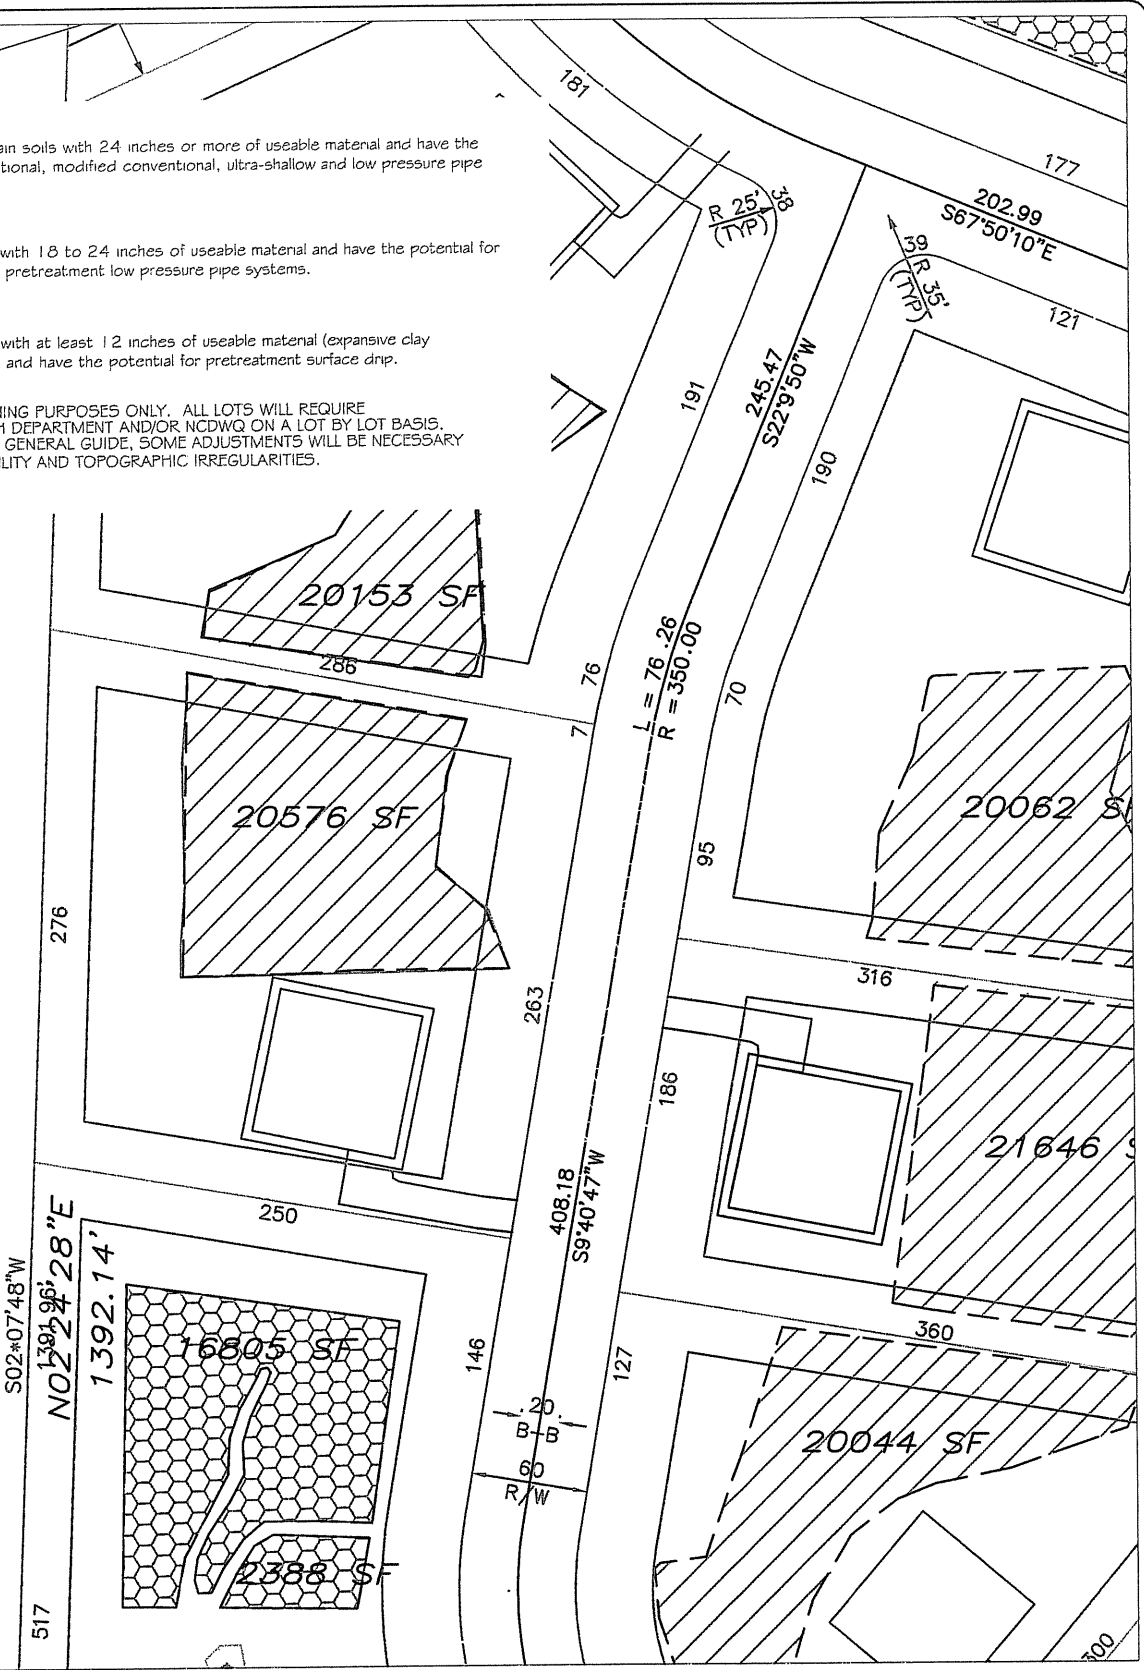 ain soils with 24 inches or more of useable material and have the
tional, modified conventional, ultra-shallow and low pressure pipe
with 18 to 24 inches of useable material and have the potential for
pretreatment low pressure pipe systems.
with at least 12 inches of useable material (expansive clay
and have the potential for pretreatment surface drip.
ING PURPOSES ONLY. ALL LOTS WILL REQUIRE
DEPARTMENT AND/OR NCDWQ ON A LOT BY LOT BASIS.
GENERAL GUIDE, SOME ADJUSTMENTS WILL BE NECESSARY
LITY AND TOPOGRAPHIC IRREGULARITIES.
181
177
202.99
S67°50'10"E
R 25'
(TYP)
38
39
R 35'
(TYP)
121
191
245.47
S22°9'50"W
190
20153 SF
286
76
7
L = 76.26
R = 350.00
70
20576 SF
20062 SF
95
276
316
263
186
21646 S
250
408.18
S9°40'47"W
S02*07'48"W
1391.96'
N02°24'28"E
1392.14'
16805 SF
146
127
360
20
B-B
20044 SF
60
R/W
2388 SF
517
300